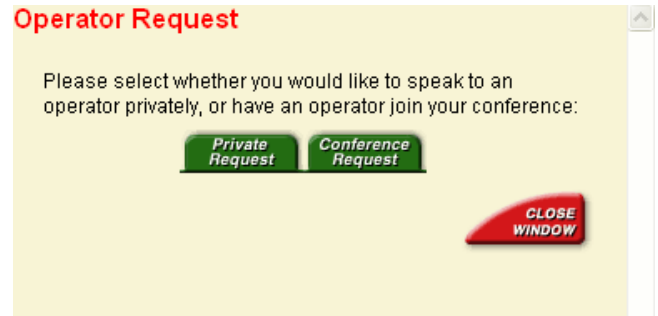 Operator Request
Please select whether you would like to speak to an
operator privately, or have an operator join your conference:
Private Request
Conference Request
CLOSE
WINDOW